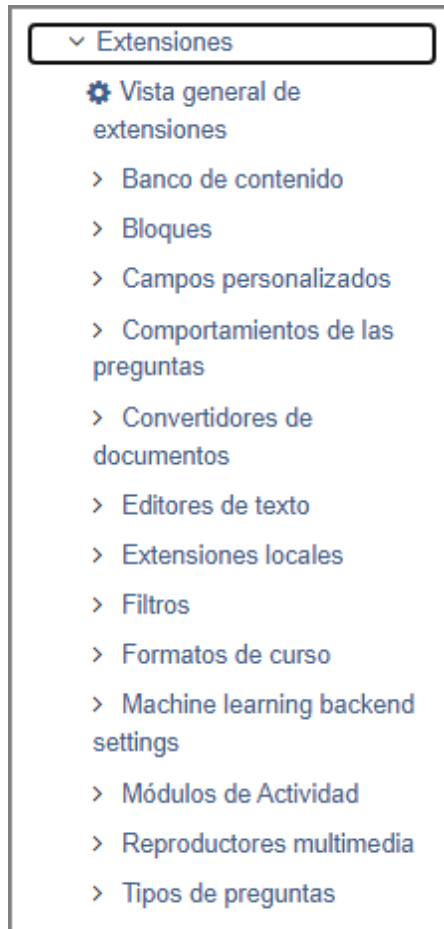 Extensiones
Vista general de
extensiones
Banco de contenido
Bloques
Campos personalizados
Comportamientos de las
preguntas
Convertidores de
documentos
Editores de texto
Extensiones locales
Filtros
Formatos de curso
Machine learning backend
settings
Módulos de Actividad
Reproductores multimedia
Tipos de preguntas